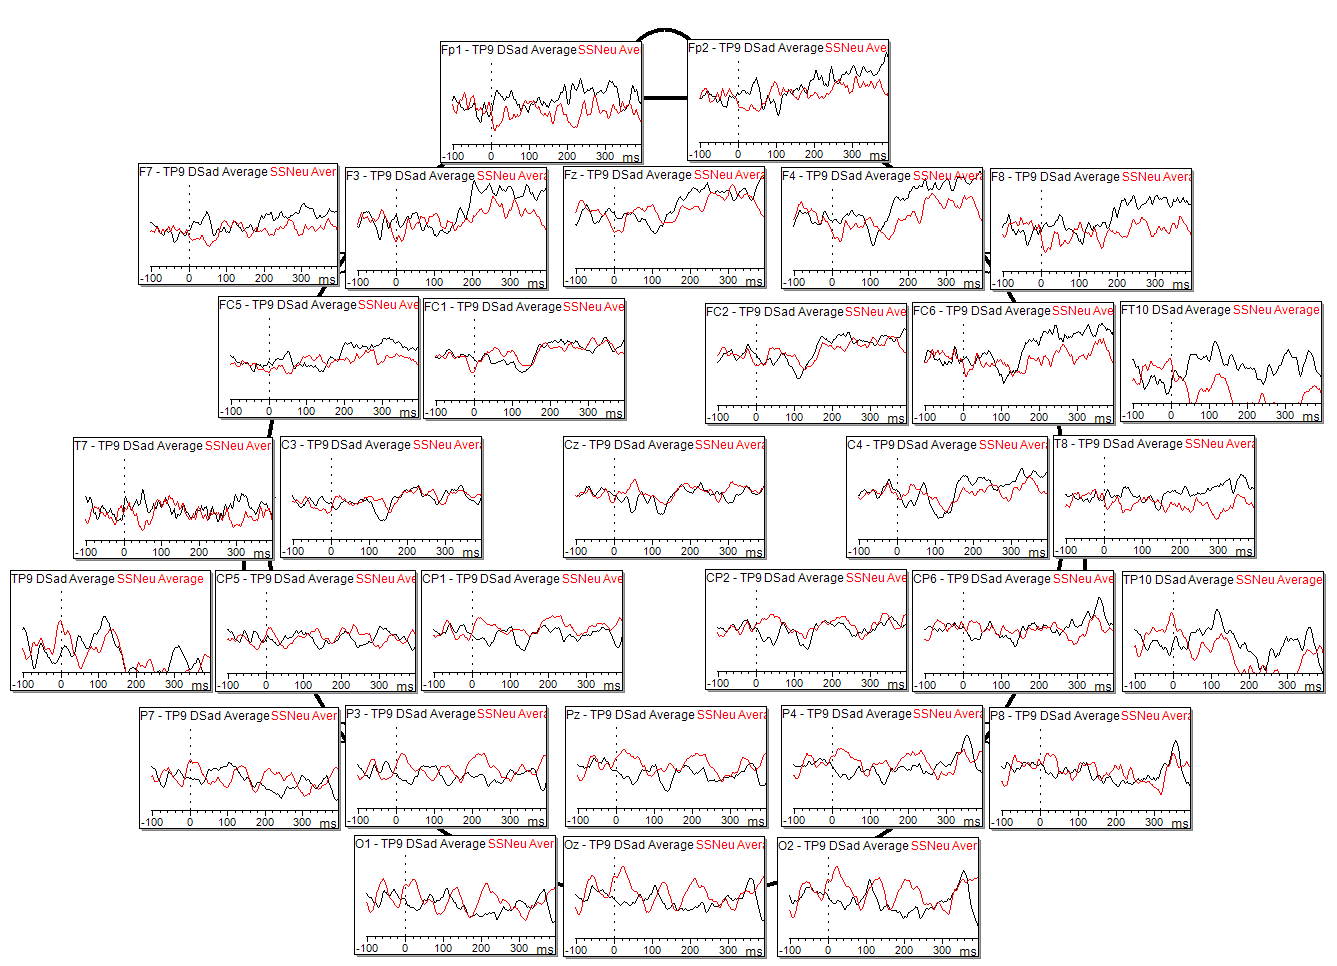 Fp1 - TP9 DSad Average SSNeu Ave
-100 0 100 200 300 ms
Fp2 - TP9 DSad Average SSNeu Ave
-100 0 100 200 300 ms
F7 - TP9 DSad Average SSNeu Aver
-100 0 100 200 300 ms
F3 - TP9 DSad Average SSNeu Avera
-100 0 100 200 300 ms
Fz - TP9 DSad Average SSNeu Avera
-100 0 100 200 300 ms
F4 - TP9 DSad Average SSNeu Avera
-100 0 100 200 300 ms
F8 - TP9 DSad Average SSNeu Avera
-100 0 100 200 300 ms
FC5 - TP9 DSad Average SSNeu Ave
-100 0 100 200 300 ms
FC1 - TP9 DSad Average SSNeu Ave
-100 0 100 200 300 ms
FC2 - TP9 DSad Average SSNeu Ave
-100 0 100 200 300 ms
FC6 - TP9 DSad Average SSNeu Ave
-100 0 100 200 300 ms
FT10 DSad Average SSNeu Average
-100 0 100 200 300 ms
T7 - TP9 DSad Average SSNeu Aver
-100 0 100 200 300 ms
C3 - TP9 DSad Average SSNeu Aver
-100 0 100 200 300 ms
Cz - TP9 DSad Average SSNeu Avera
-100 0 100 200 300 ms
C4 - TP9 DSad Average SSNeu Aver
-100 0 100 200 300 ms
T8 - TP9 DSad Average SSNeu Avera
-100 0 100 200 300 ms
TP9 DSad Average SSNeu Average
-100 0 100 200 300 ms
CP5 - TP9 DSad Average SSNeu Ave
-100 0 100 200 300 ms
CP1 - TP9 DSad Average SSNeu Ave
-100 0 100 200 300 ms
CP2 - TP9 DSad Average SSNeu Ave
-100 0 100 200 300 ms
CP6 - TP9 DSad Average SSNeu Ave
-100 0 100 200 300 ms
TP10 DSad Average SSNeu Average
-100 0 100 200 300 ms
P7 - TP9 DSad Average SSNeu Aver
-100 0 100 200 300 ms
P3 - TP9 DSad Average SSNeu Avera
-100 0 100 200 300 ms
Pz - TP9 DSad Average SSNeu Avera
-100 0 100 200 300 ms
P4 - TP9 DSad Average SSNeu Avera
-100 0 100 200 300 ms
P8 - TP9 DSad Average SSNeu Avera
-100 0 100 200 300 ms
O1 - TP9 DSad Average SSNeu Aver
-100 0 100 200 300 ms
Oz - TP9 DSad Average SSNeu Avera
-100 0 100 200 300 ms
O2 - TP9 DSad Average SSNeu Aver
-100 0 100 200 300 ms